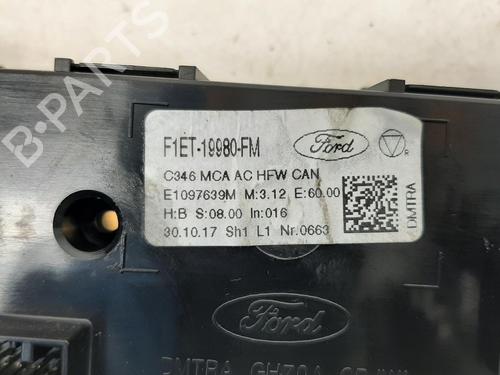 B-PARTS
F1ET-19980-FM
Ford
R
C346 MCA AC HFW CAN
E1097639M M:3.12 E:60.00
H:B S:08.00 In:016
30.10.17 Sh1 L1 Nr.0663
DMTRA
Ford
DMTRA